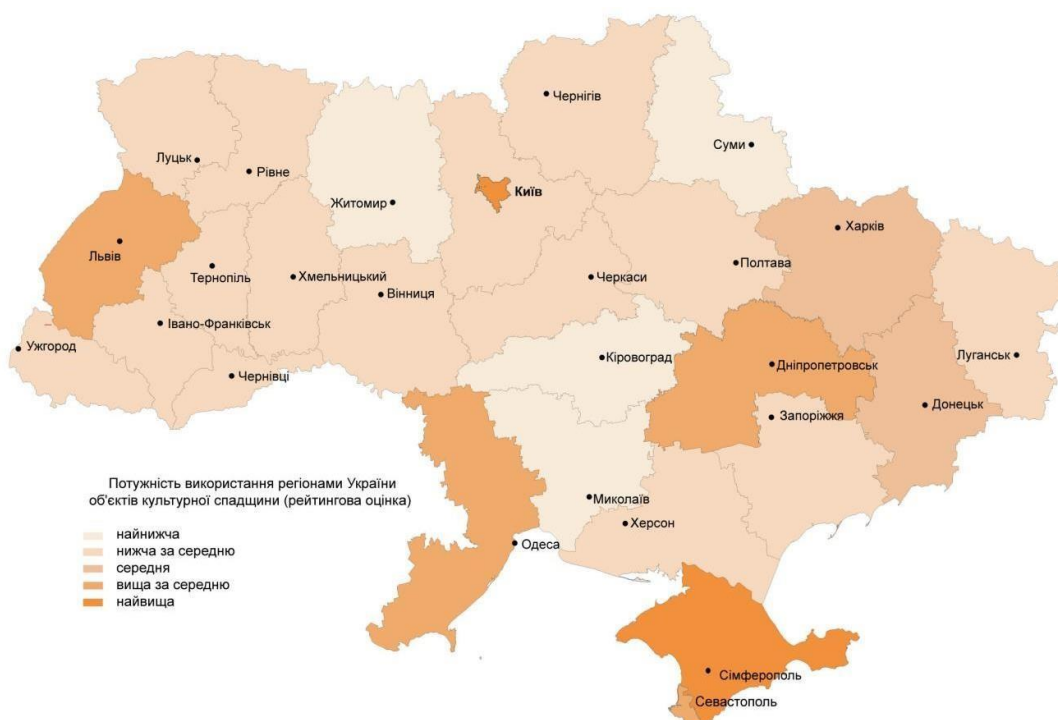 Чернігів
Суми
Луцьк
Рівне
Київ
Житомир
Харків
Львів
Полтава
Тернопіль
Хмельницький
Черкаси
Вінниця
Івано-Франківськ
Ужгород
Кіровоград
Луганськ
Дніпропетровськ
Чернівці
Донецьк
Запоріжжя
Потужність використання регіонами України
об'єктів культурної спадщини (рейтингова оцінка)
Миколаїв
Херсон
найнижча
нижча за середню
середня
вища за середню
найвища
Одеса
Сімферополь
Севастополь